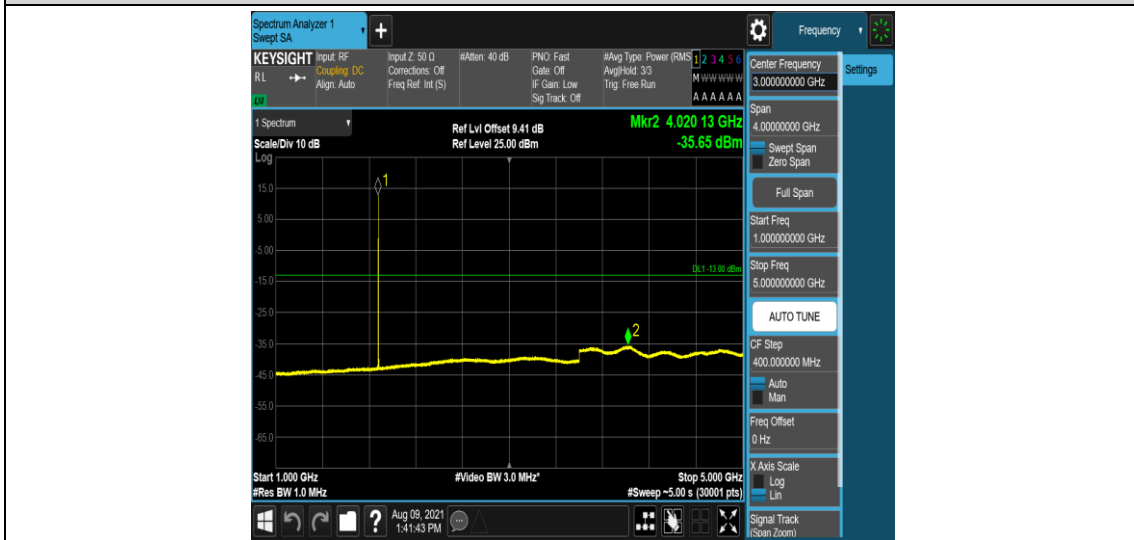 Spectrum Analyzer 1
Swept SA
+
Frequency
KEYSIGHT
RL
LXI
Input: RF
Coupling: DC
Align: Auto
Input Z: 50 Ω
Corrections: Off
Freq Ref: Int (S)
#Atten: 40 dB
PNO: Fast
Gate: Off
IF Gain: Low
Sig Track: Off
#Avg Type: Power (RMS
Avg|Hold: 3/3
Trig: Free Run
1 2 3 4 5 6
M W W W W W
A A A A A A
1 Spectrum
Scale/Div 10 dB
Log
Ref Lvl Offset 9.41 dB
Ref Level 25.00 dBm
Mkr2 4.020 13 GHz
-35.65 dBm
15.0
5.00
-5.00
-15.0
-25.0
-35.0
-45.0
-55.0
-65.0
1
DL1 -13.00 dBm
2
Start 1.000 GHz
#Res BW 1.0 MHz
#Video BW 3.0 MHz*
Stop 5.000 GHz
#Sweep ~5.00 s (30001 pts)
Center Frequency
3.000000000 GHz
Settings
Span
4.00000000 GHz
Swept Span
Zero Span
Full Span
Start Freq
1.000000000 GHz
Stop Freq
5.000000000 GHz
AUTO TUNE
CF Step
400.000000 MHz
Auto
Man
Freq Offset
0 Hz
X Axis Scale
Log
Lin
Signal Track
(Span Zoom)
?
Aug 09, 2021
1:41:43 PM